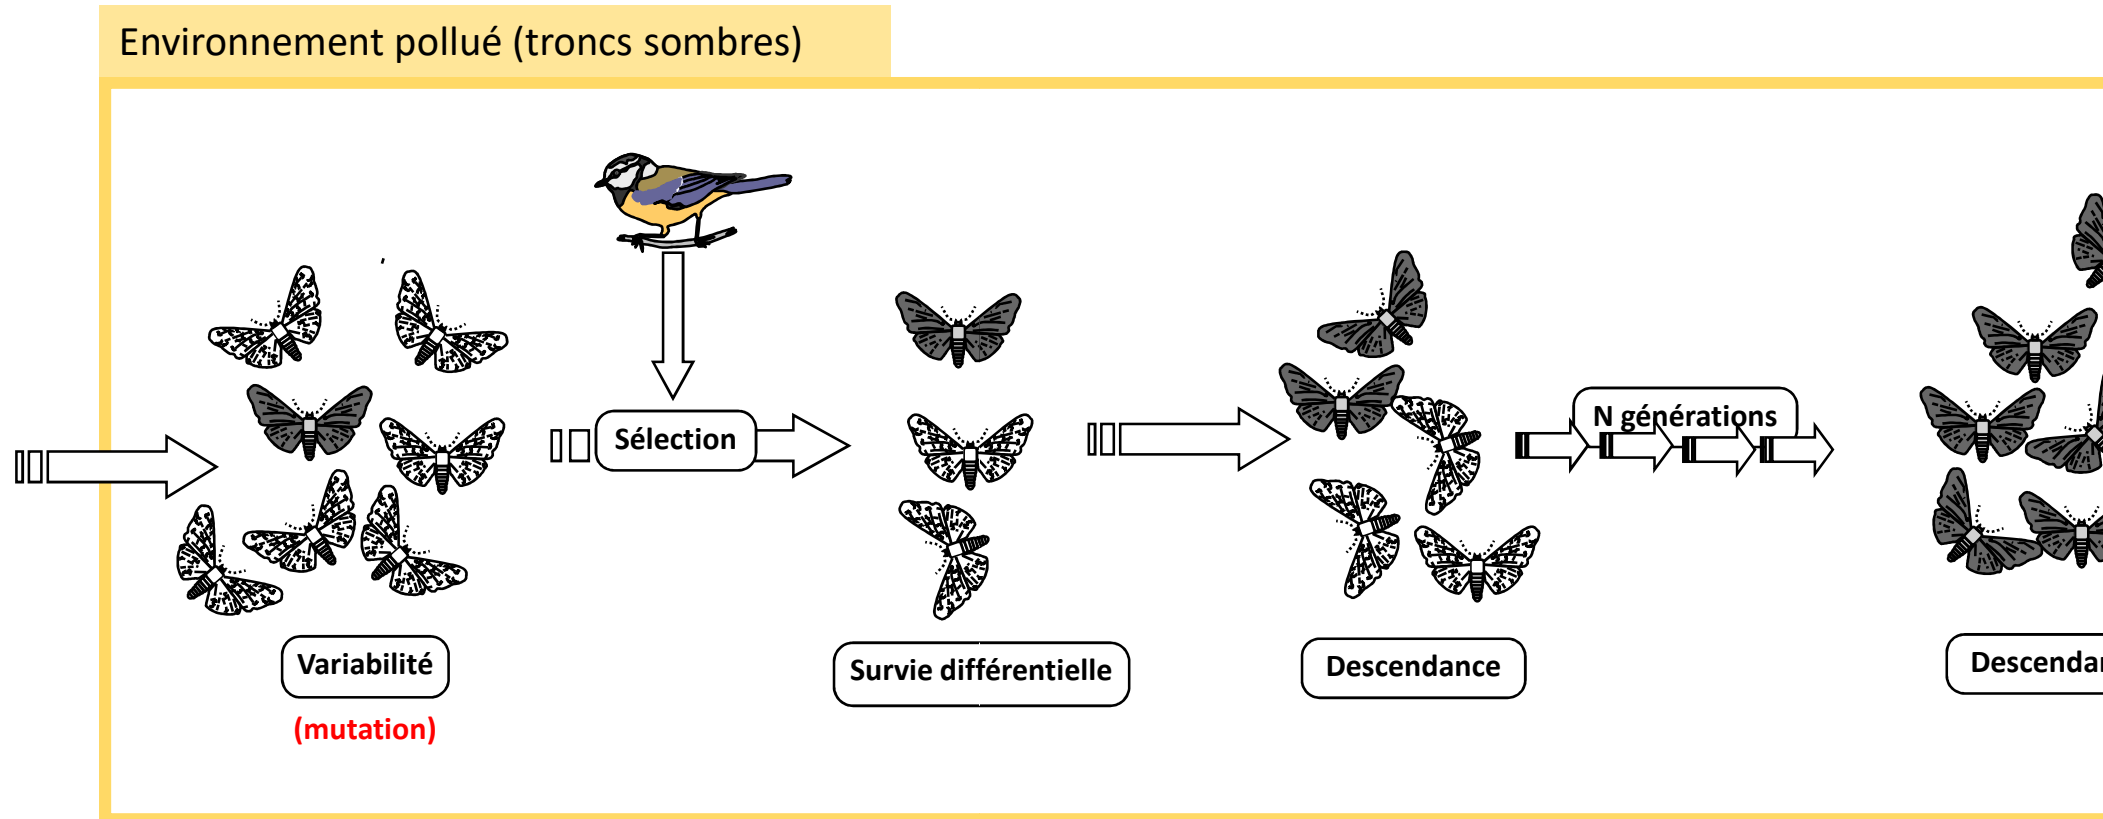 Environnement pollué (troncs sombres)
Sélection
N générations
Variabilité
(mutation)
Survie différentielle
Descendance